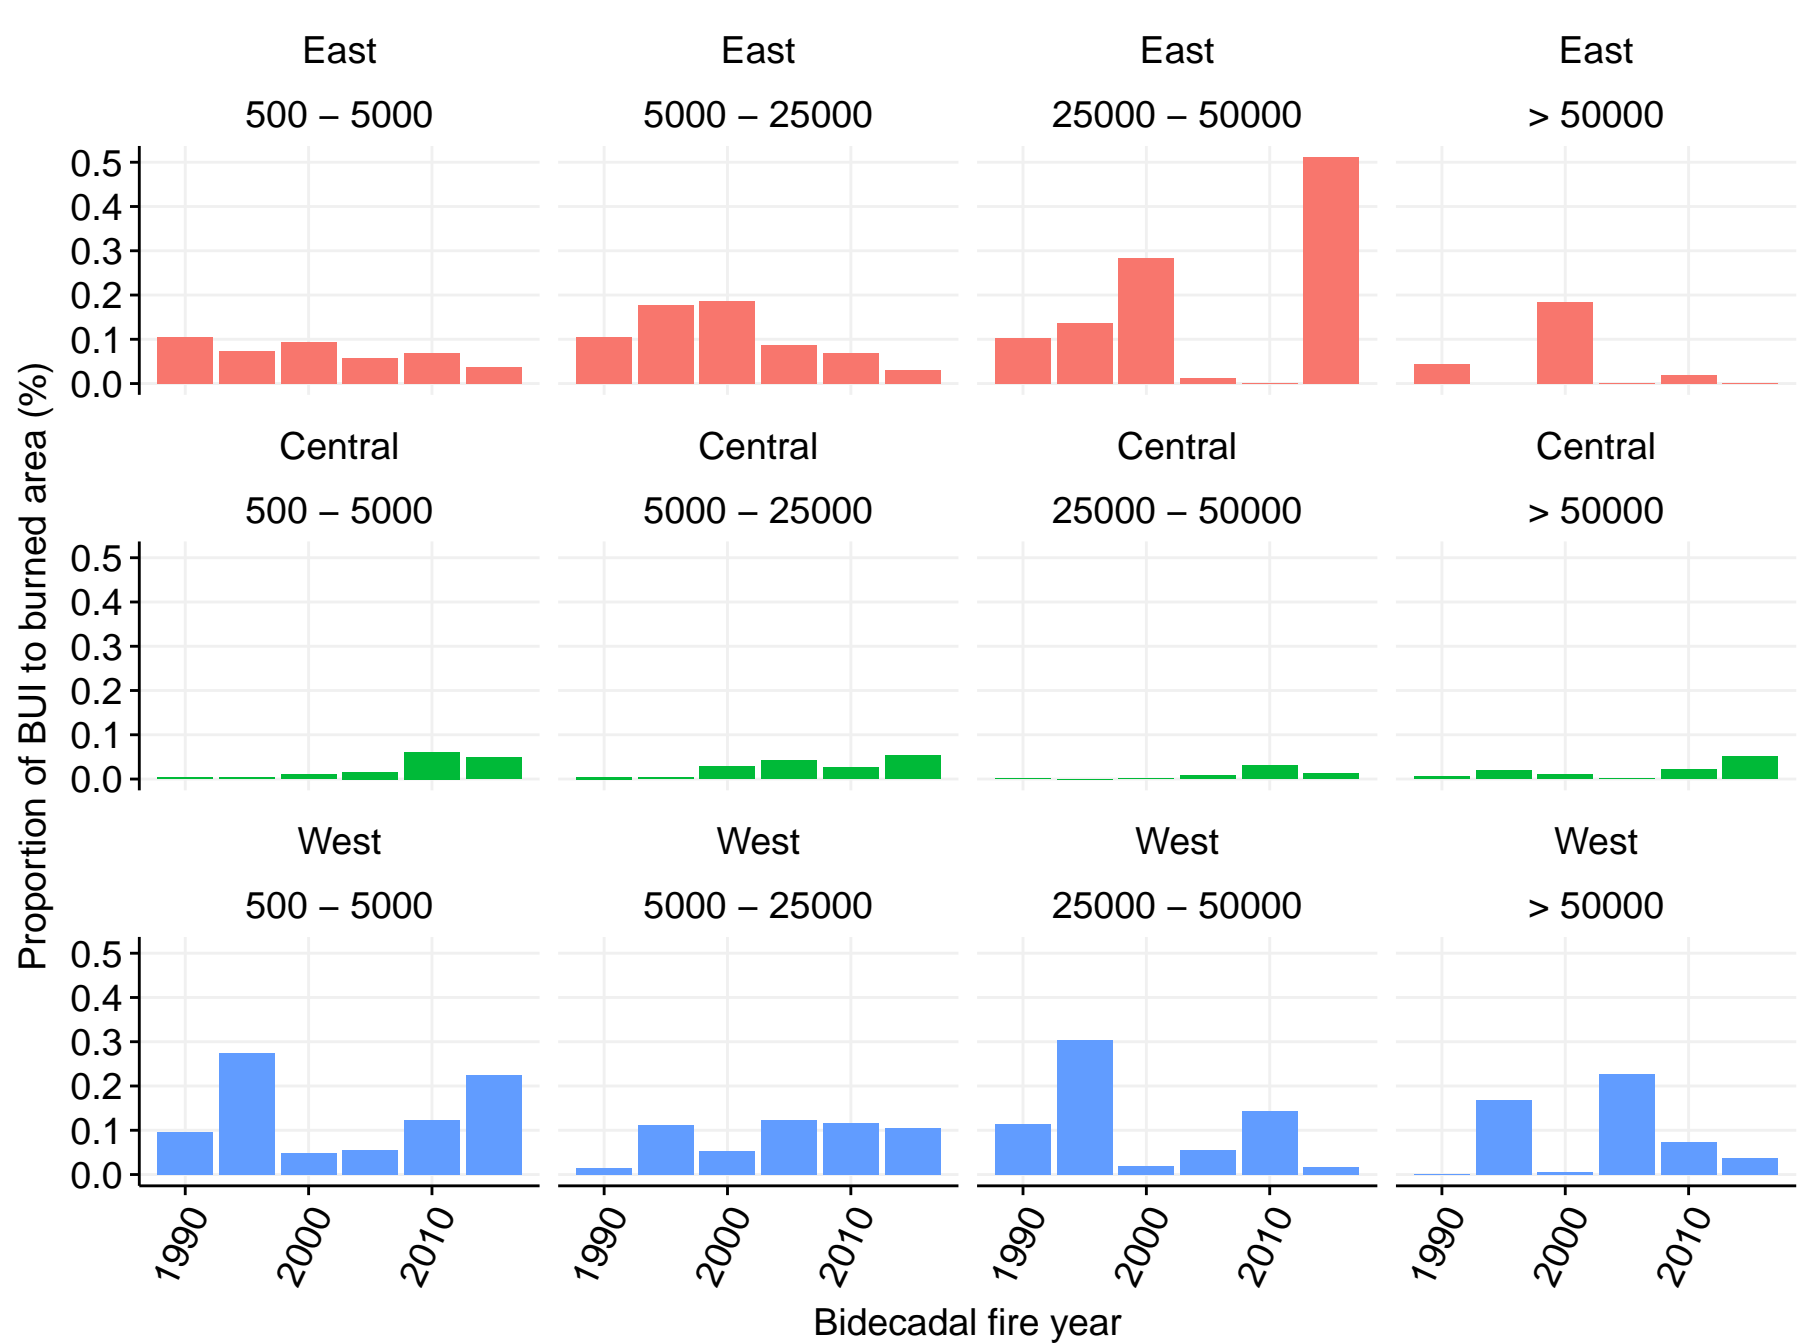 East East East East
500 – 5000 5000 – 25000 25000 – 50000 > 50000
0.5
0.4
0.3
0.2
0.1
0.0
Central Central Central Central
500 – 5000 5000 – 25000 25000 – 50000 > 50000
0.5
0.4
0.3
0.2
0.1
0.0
West West West West
500 – 5000 5000 – 25000 25000 – 50000 > 50000
0.5
0.4
0.3
0.2
0.1
0.0
1990 2000 2010 1990 2000 2010 1990 2000 2010 1990 2000 2010
Bidecadal fire year
Proportion of BUI to burned area (%)